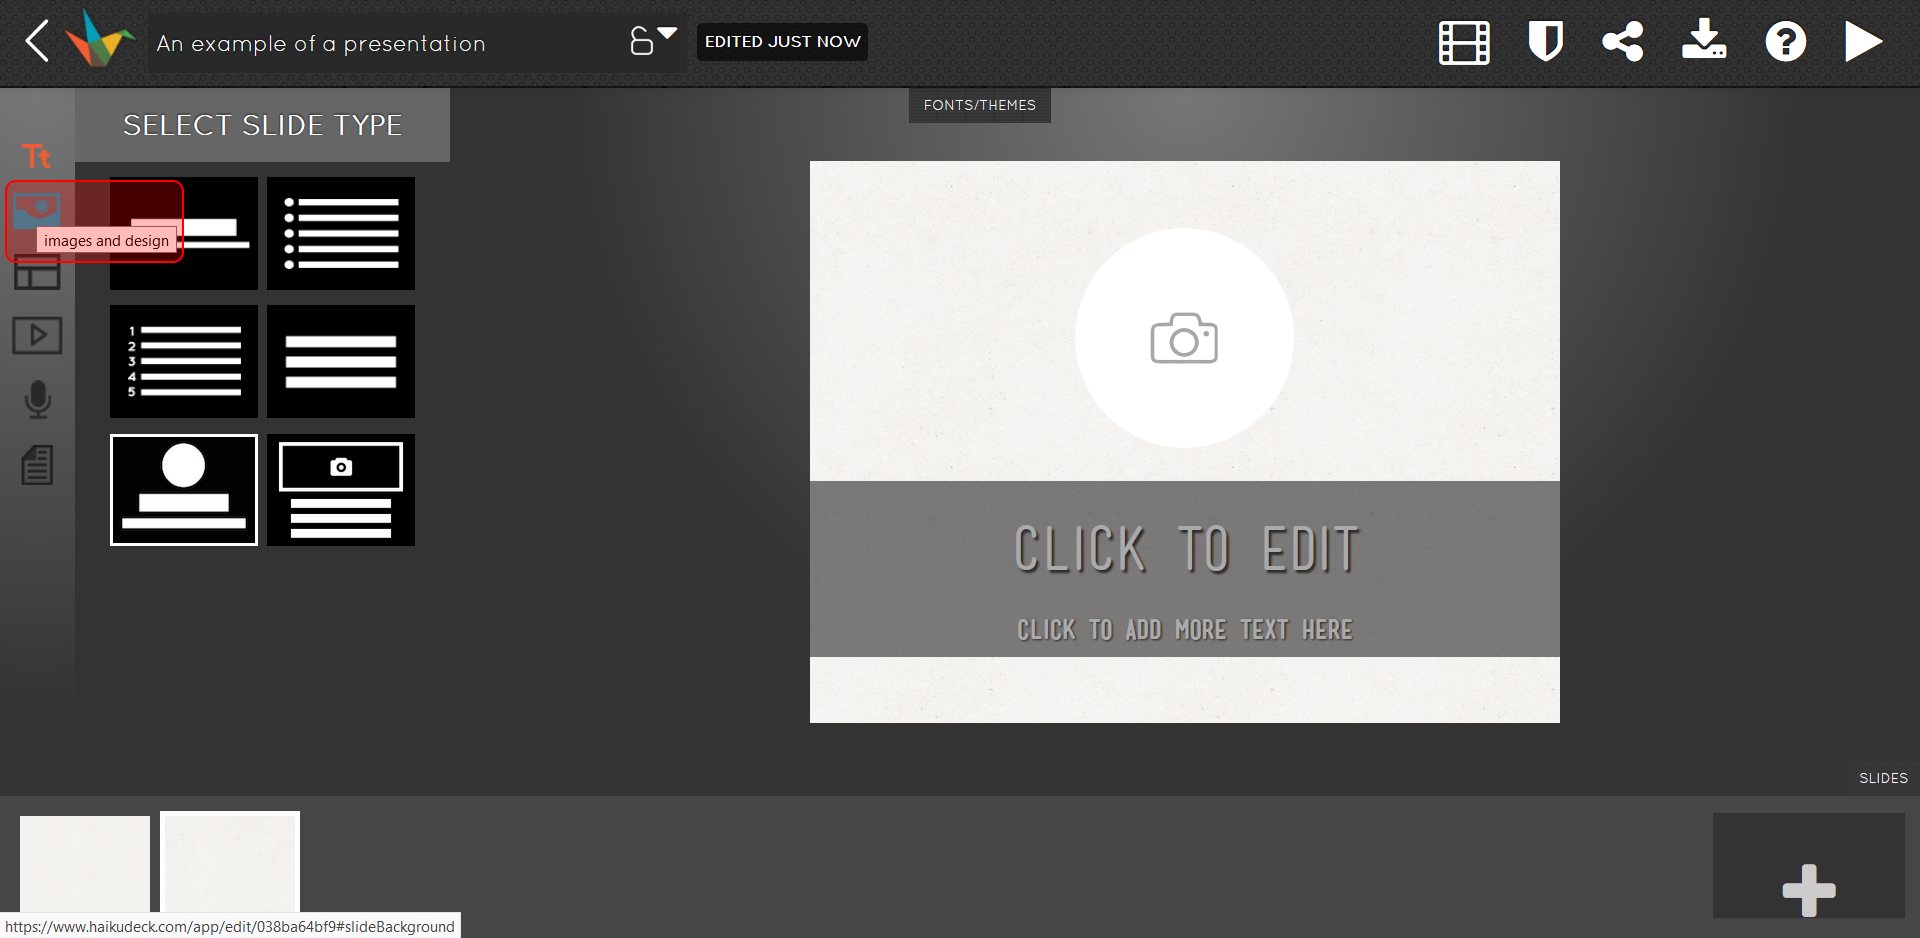 An example of a presentation
EDITED JUST NOW
FONTS/THEMES
SELECT SLIDE TYPE
Tt
images and design
1
2
3
4
5
CLICK TO EDIT
CLICK TO ADD MORE TEXT HERE
SLIDES
https://www.haikudeck.com/app/edit/038ba64bf9#slideBackground